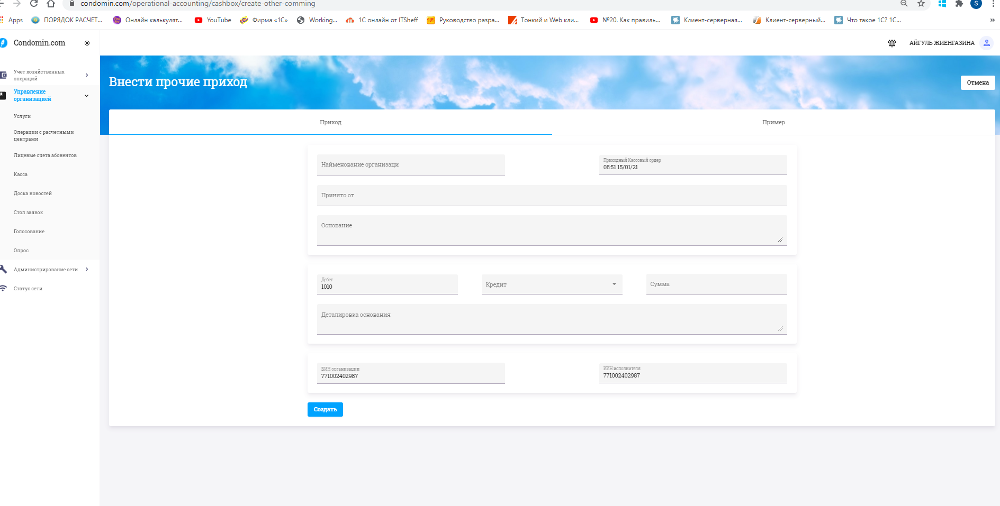 condomin.com/operational-accounting/cashbox/create-other-comming
S
Apps
ПОРЯДОК РАСЧЕТ...
Онлайн калькулят...
YouTube
Фирма «1С»
Working...
1С онлайн от ITSheff
Руководство разра...
Тонкий и Web кли...
№20. Как правиль...
Клиент-серверная...
Клиент-серверный...
Что такое 1С? 1С...
»
Condomin.com
АЙГУЛЬ ЖИЕНГАЗИНА
Учет хозяйственных
операций
Управление
организацией
Услуги
Операции с расчетными
центрами
Лицевые счета абонентов
Касса
Доска новостей
Стол заявок
Голосование
Опрос
Администрирование сети
Статус сети
Внести прочие приход
Отмена
Приход
Пример
Найменование организаци
Приходный Кассовый ордер
08:51 15/01/21
Принято от
Основание
Дебет
1010
Кредит
Сумма
Деталировка основания
БИН организации
771002402987
ИИН исполнителя
771002402987
Создать